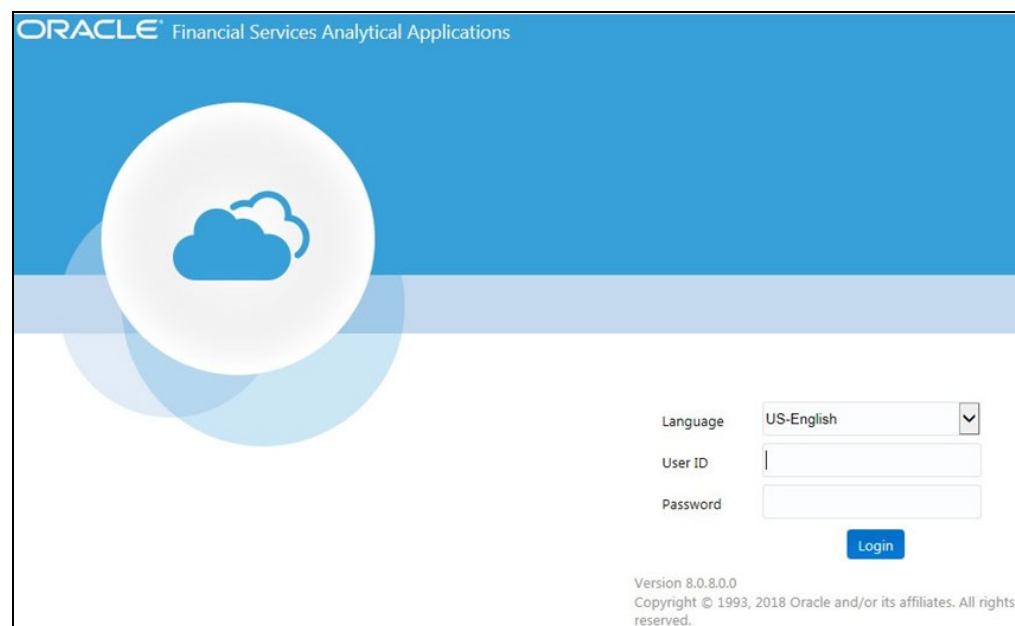 ORACLE® Financial Services Analytical Applications
Language US-English
User ID
Password
Login
Version 8.0.8.0.0
Copyright © 1993, 2018 Oracle and/or its affiliates. All rights
reserved.